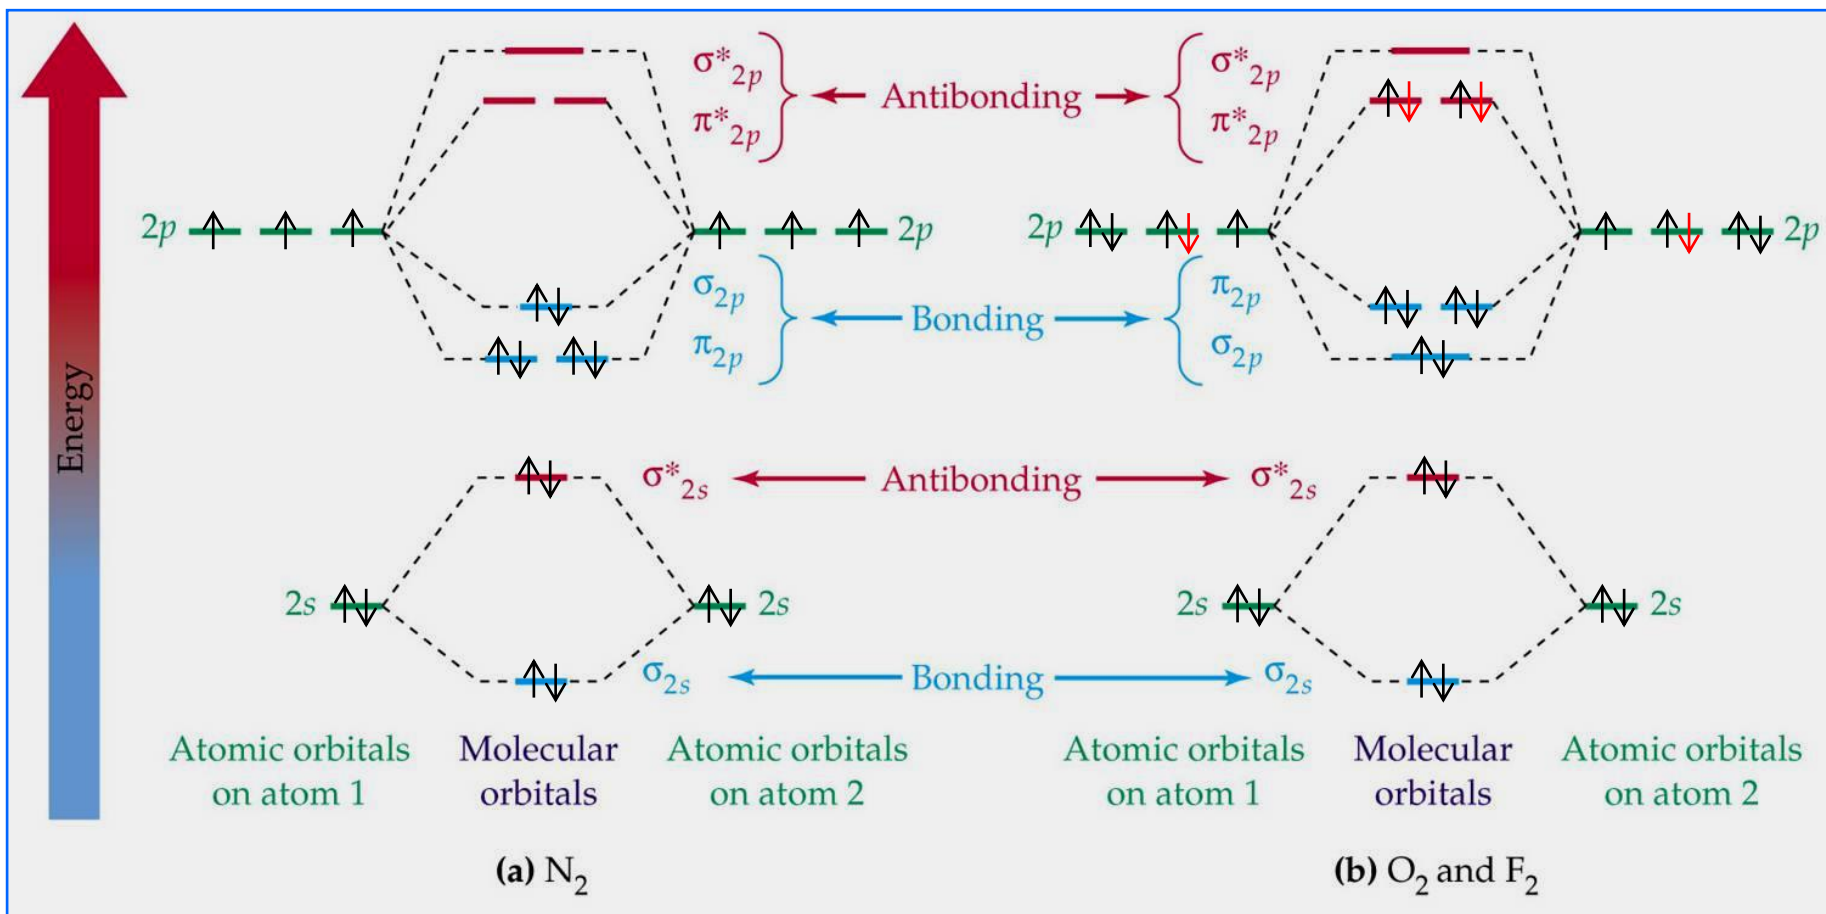 Energy
σ*2p
π*2p
Antibonding
σ*2p
π*2p
2p
2p
2p
2p
σ2p
π2p
Bonding
π2p
σ2p
σ*2s
Antibonding
σ*2s
2s
2s
2s
2s
σ2s
Bonding
σ2s
Atomic orbitals
on atom 1
Molecular
orbitals
Atomic orbitals
on atom 2
Atomic orbitals
on atom 1
Molecular
orbitals
Atomic orbitals
on atom 2
(a) N2
(b) O2 and F2